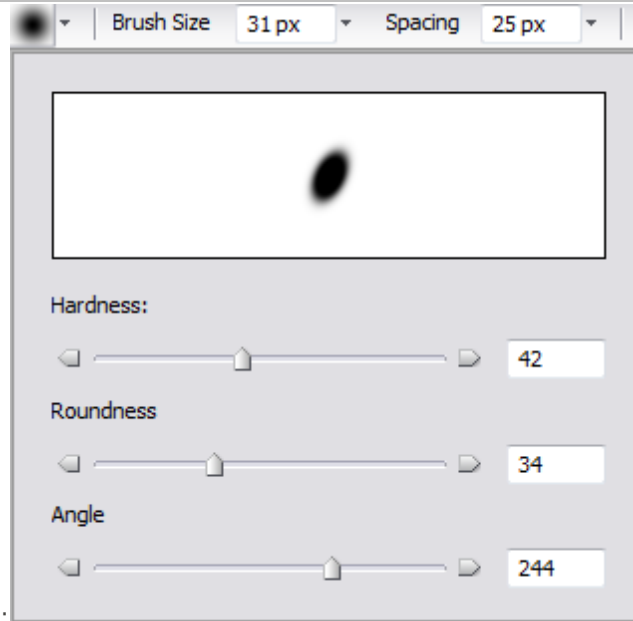 Brush Size 31 px Spacing 25 px
Hardness:
42
Roundness
34
Angle
244
.